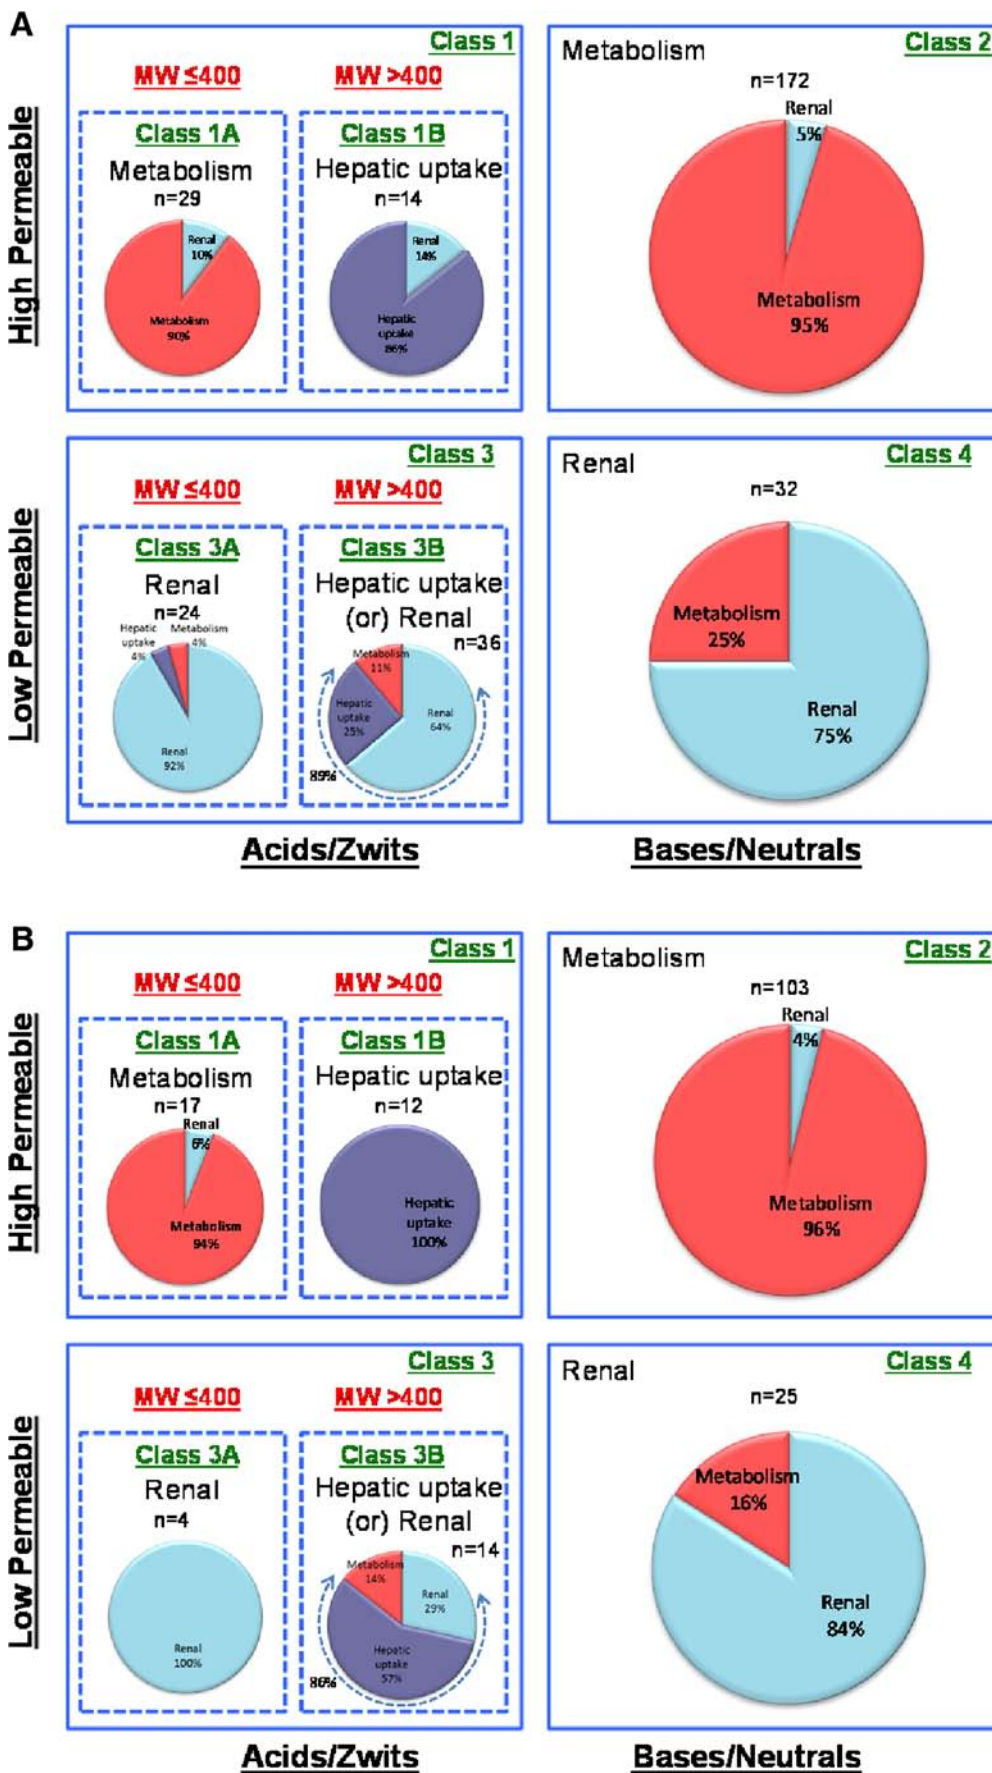 A
High Permeable
Class 1
MW ≤400
MW >400
Class 1A
Metabolism
n=29
Renal
10%
Metabolism
90%
Class 1B
Hepatic uptake
n=14
Renal
14%
Hepatic
uptake
86%
Class 2
Metabolism
n=172
Renal
5%
Metabolism
95%
Low Permeable
Class 3
MW ≤400
MW >400
Class 3A
Renal
n=24
Hepatic
uptake
4%
Metabolism
4%
Renal
92%
Class 3B
Hepatic uptake
(or) Renal
n=36
Metabolism
11%
Hepatic
uptake
25%
Renal
64%
89%
Class 4
Renal
n=32
Metabolism
25%
Renal
75%
Acids/Zwits
Bases/Neutrals
B
High Permeable
Class 1
MW ≤400
MW >400
Class 1A
Metabolism
n=17
Renal
6%
Metabolism
94%
Class 1B
Hepatic uptake
n=12
Hepatic
uptake
100%
Class 2
Metabolism
n=103
Renal
4%
Metabolism
96%
Low Permeable
Class 3
MW ≤400
MW >400
Class 3A
Renal
n=4
Renal
100%
Class 3B
Hepatic uptake
(or) Renal
n=14
Metabolism
14%
Renal
29%
Hepatic
uptake
57%
86%
Class 4
Renal
n=25
Metabolism
16%
Renal
84%
Acids/Zwits
Bases/Neutrals